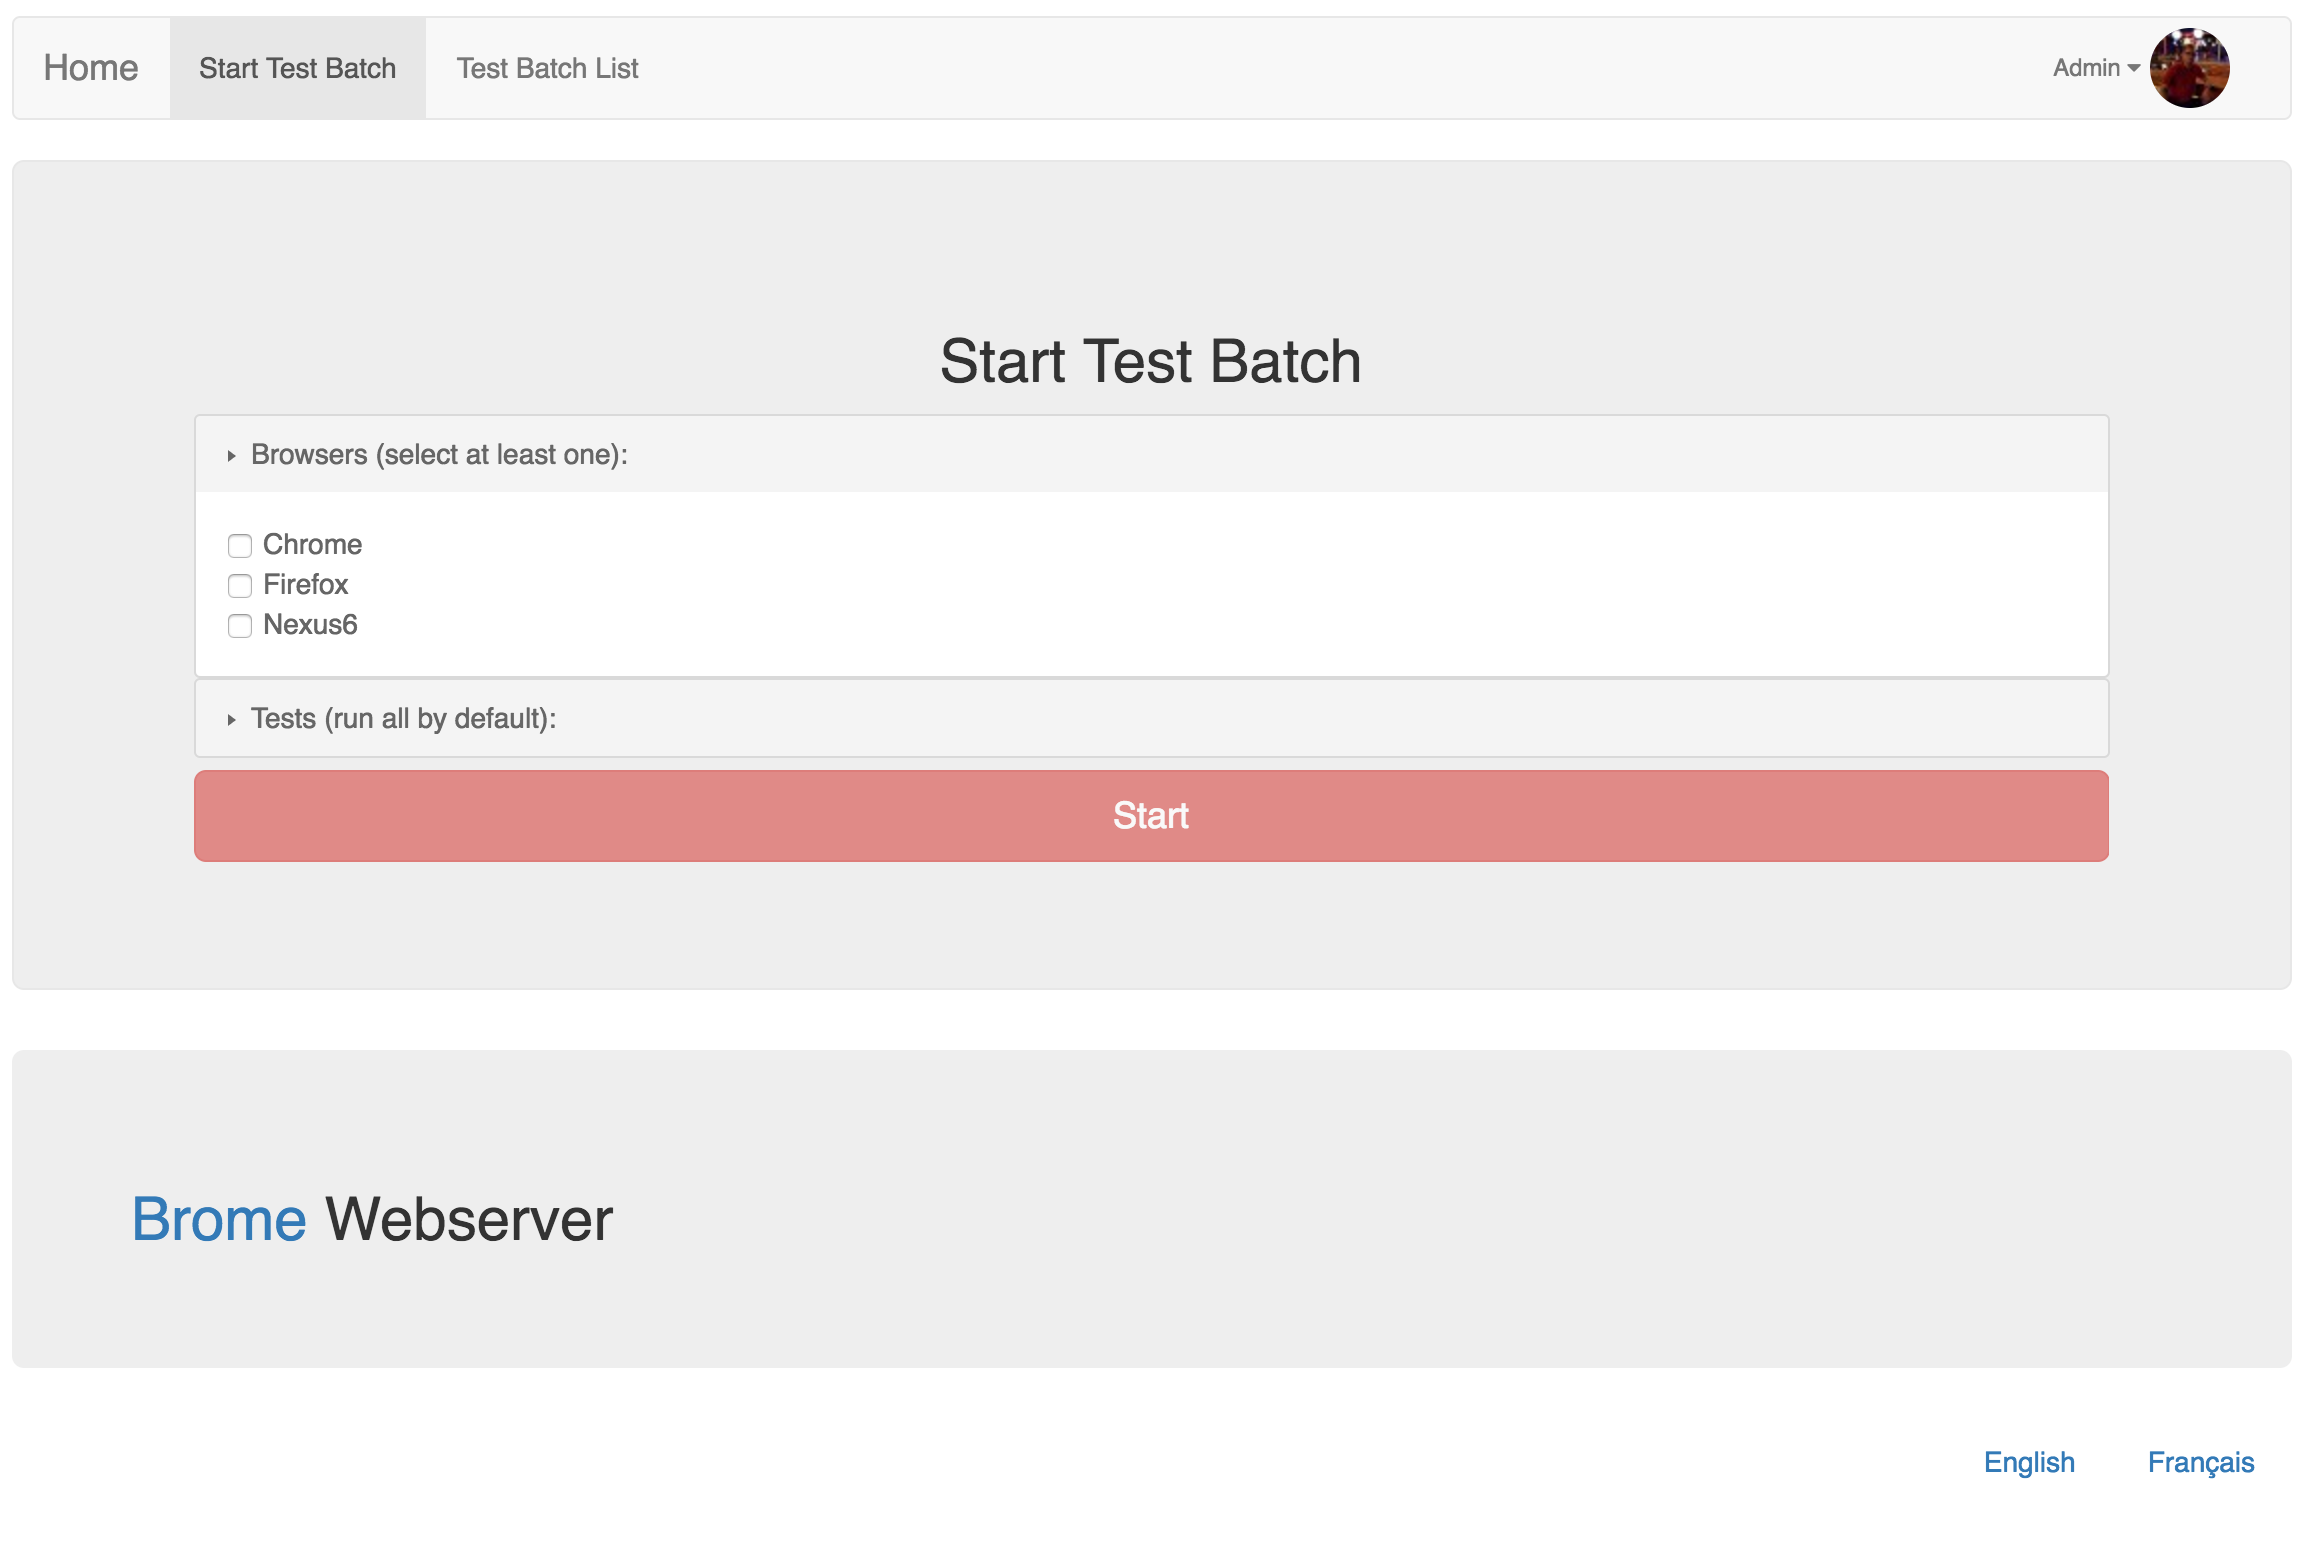 Home Start Test Batch Test Batch List Admin
Start Test Batch
Browsers (select at least one):
Chrome
Firefox
Nexus6
Tests (run all by default):
Start
Brome Webserver
English Français